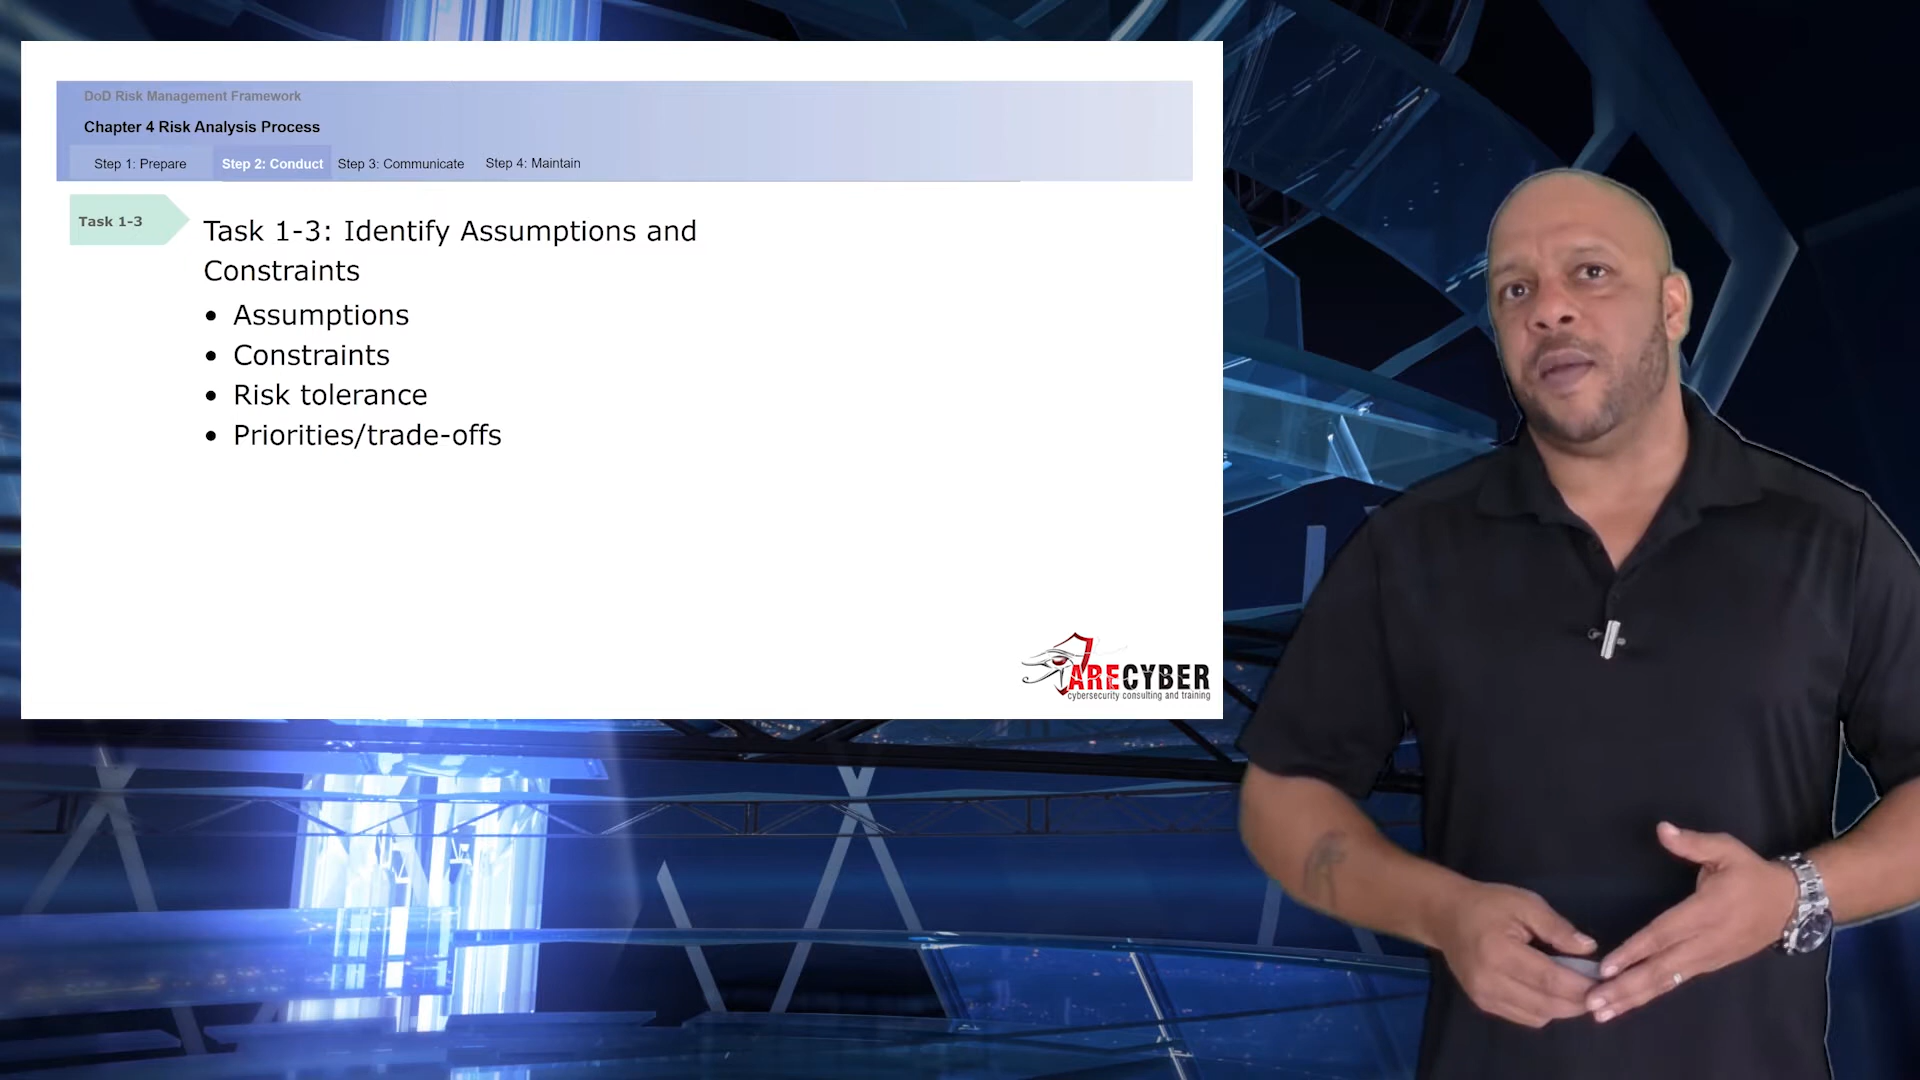 DoD Risk Management Framework
Chapter 4 Risk Analysis Process
Step 1: Prepare Step 2: Conduct Step 3: Communicate Step 4: Maintain
Task 1-3
Task 1-3: Identify Assumptions and
Constraints
• Assumptions
• Constraints
• Risk tolerance
• Priorities/trade-offs
ARECYBER
cybersecurity consulting and training